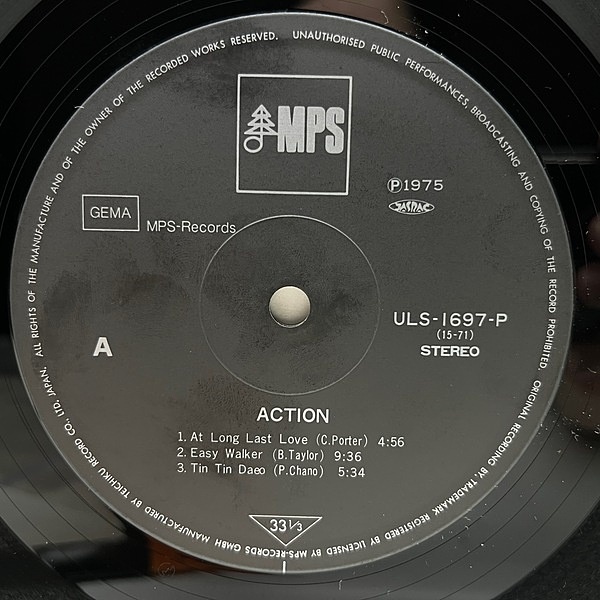 MPS
℗1975
JASRAC
GEMA
MPS-Records
ULS-1697-P
(15-71)
STEREO
A
ACTION
1. At Long Last Love (C.Porter) 4:56
2. Easy Walker (B.Taylor) 9:36
3. Tin Tin Daeo (P.Chano) 5:34
33 1/3
ALL RIGHTS OF THE MANUFACTURE AND OF THE OWNER OF THE RECORDED WORKS RESERVED. UNAUTHORISED PUBLIC PERFORMANCES, BROADCASTING AND COPYING OF THE RECORD PROHIBITED. ORIGINAL RECORDING BY TRADEMARK REGISTERED BY LICENSED BY MPS-RECORDS GMBH MANUFACTURED BY TEICHIKU RECORD CO., LTD. JAPAN.